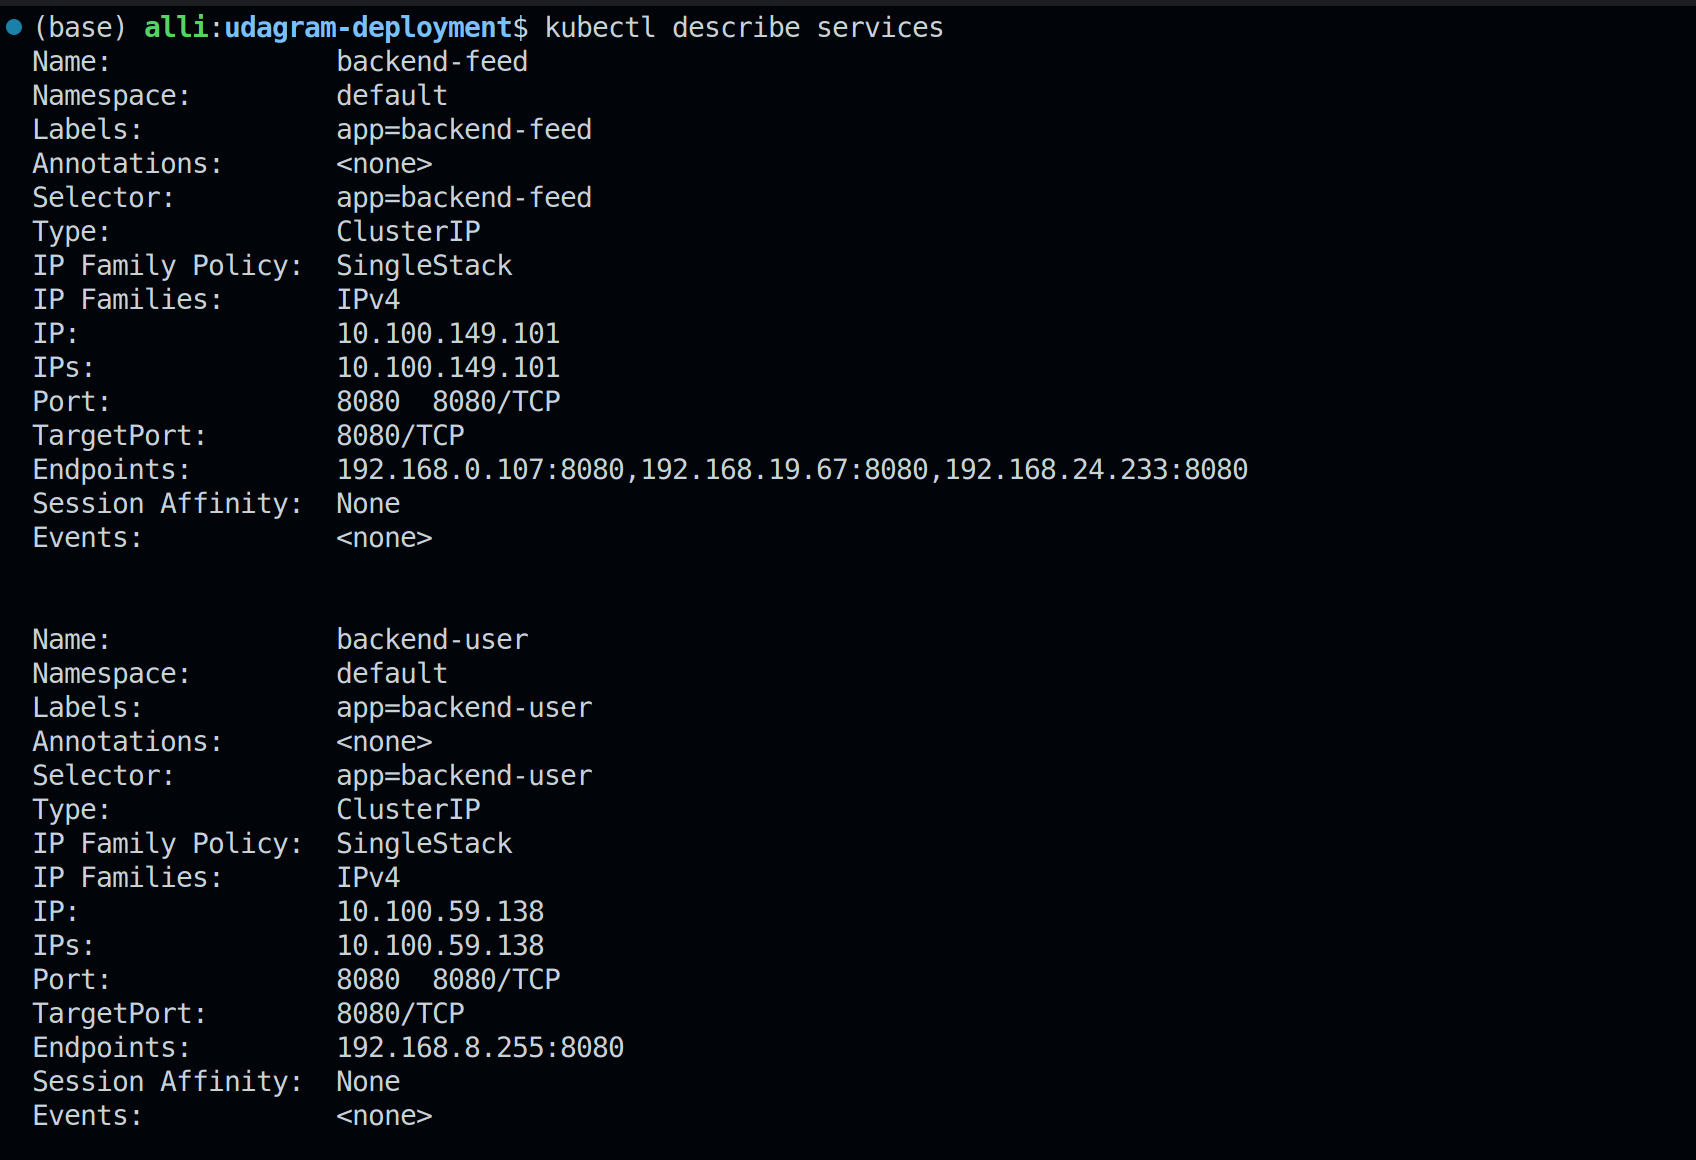 (base) alli:udagram-deployment$ kubectl describe services
Name:              backend-feed
Namespace:         default
Labels:            app=backend-feed
Annotations:       <none>
Selector:          app=backend-feed
Type:              ClusterIP
IP Family Policy:  SingleStack
IP Families:       IPv4
IP:                10.100.149.101
IPs:               10.100.149.101
Port:              8080  8080/TCP
TargetPort:        8080/TCP
Endpoints:         192.168.0.107:8080,192.168.19.67:8080,192.168.24.233:8080
Session Affinity:  None
Events:            <none>
Name:              backend-user
Namespace:         default
Labels:            app=backend-user
Annotations:       <none>
Selector:          app=backend-user
Type:              ClusterIP
IP Family Policy:  SingleStack
IP Families:       IPv4
IP:                10.100.59.138
IPs:               10.100.59.138
Port:              8080  8080/TCP
TargetPort:        8080/TCP
Endpoints:         192.168.8.255:8080
Session Affinity:  None
Events:            <none>